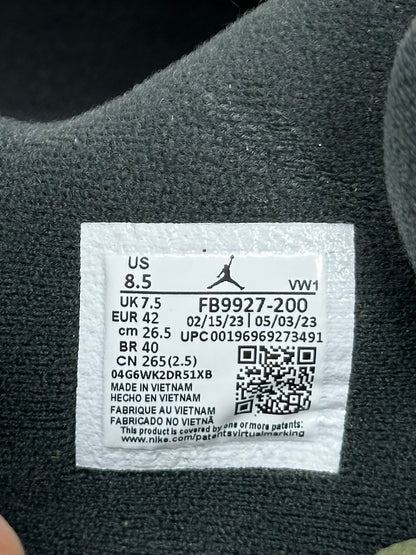 US
8.5
VW1
UK 7.5
FB9927-200
EUR 42
02/15/23 | 05/03/23
cm 26.5
UPC00196969273491
BR 40
CN 265(2.5)
04G6WK2DR51XB
MADE IN VIETNAM
HECHO EN VIETNAM
FABRIQUE AU VIETNAM
FABRICADO NO VIETNÃ
This product is covered by one or more patents:
www.nike.com/patentsvirtualmarking